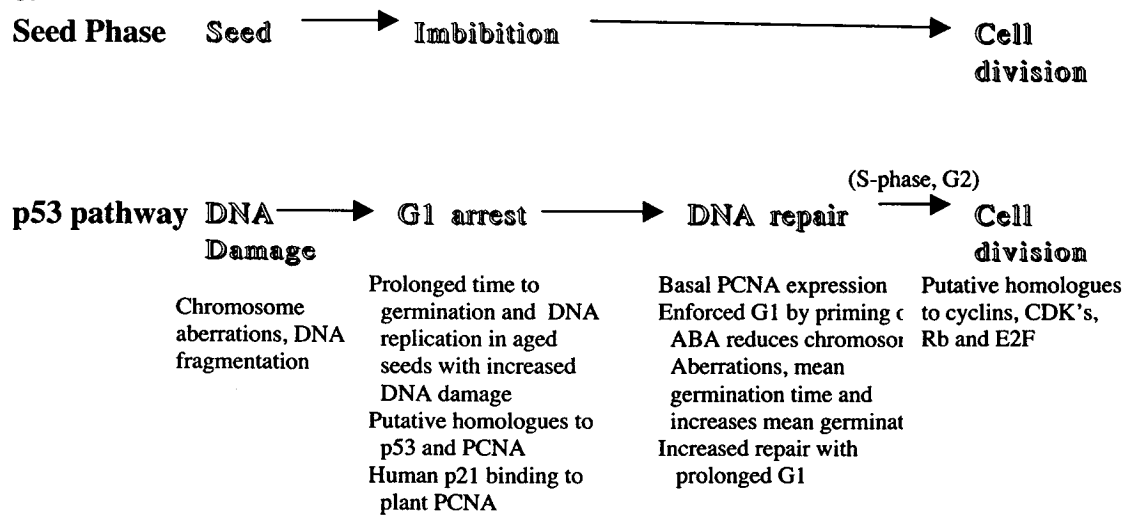 Seed Phase Seed Imbibition Cell
division
(S-phase, G2)
p53 pathway DNA G1 arrest DNA repair Cell
Damage division
Chromosome
aberrations, DNA
fragmentation
Prolonged time to
germination and DNA
replication in aged
seeds with increased
DNA damage
Putative homologues to
p53 and PCNA
Human p21 binding to
plant PCNA
Basal PCNA expression
Enforced G1 by priming
ABA reduces
Aberrations, mean
germination time and
increases mean
Increased repair with
prolonged G1
Putative homologues
to cyclins, CDK's,
Rb and E2F